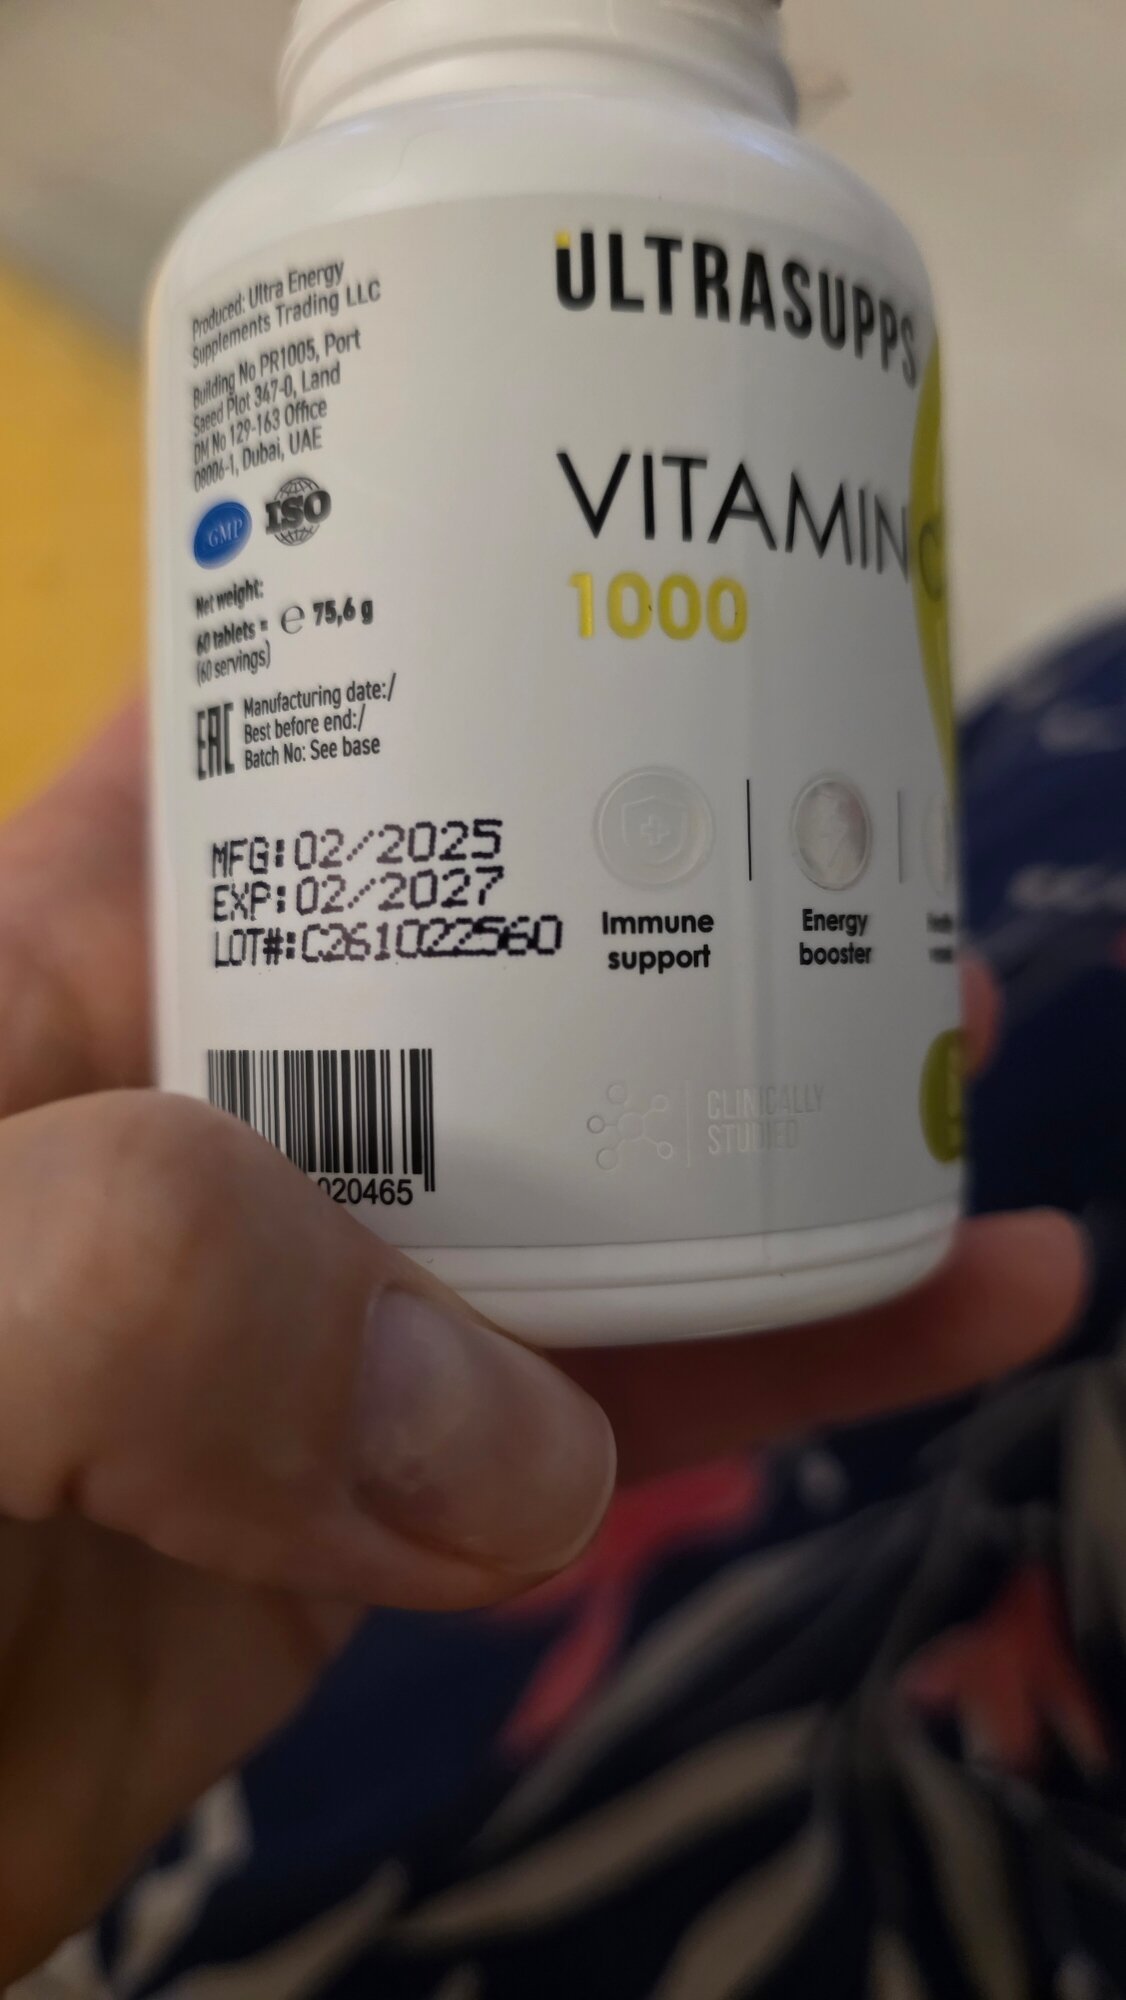 Produced: Ultra Energy
Supplements Trading LLC
Building No PR1005, Port
Saeed Plot 347-0, Land
DM No 129-163 Office
08006-1, Dubai, UAE
GMP
ISO
Net weight:
60 tablets = ℮ 75,6 g
(60 servings)
EAC
Manufacturing date:/
Best before end:/
Batch No: See base
MFG:02/2025
EXP:02/2027
LOT#:C261022560
020465
ULTRASUPPS
VITAMIN C
1000
Immune
support
Energy
booster
CLINICALLY
STUDIED